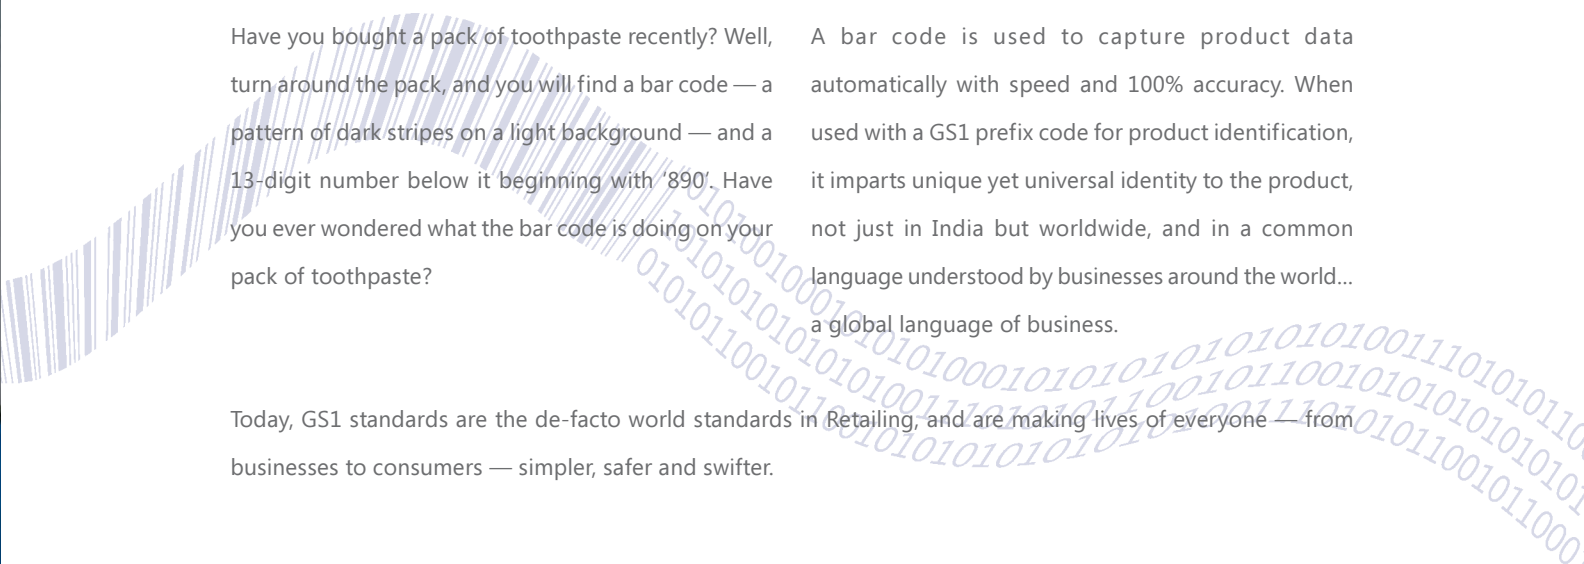 Have you bought a pack of toothpaste recently? Well,
turn around the pack, and you will find a bar code — a
pattern of dark stripes on a light background — and a
13-digit number below it beginning with ‘890’. Have
you ever wondered what the bar code is doing on your
pack of toothpaste?
A bar code is used to capture product data
automatically with speed and 100% accuracy. When
used with a GS1 prefix code for product identification,
it imparts unique yet universal identity to the product,
not just in India but worldwide, and in a common
language understood by businesses around the world...
a global language of business.
Today, GS1 standards are the de-facto world standards in Retailing, and are making lives of everyone — from
businesses to consumers — simpler, safer and swifter.